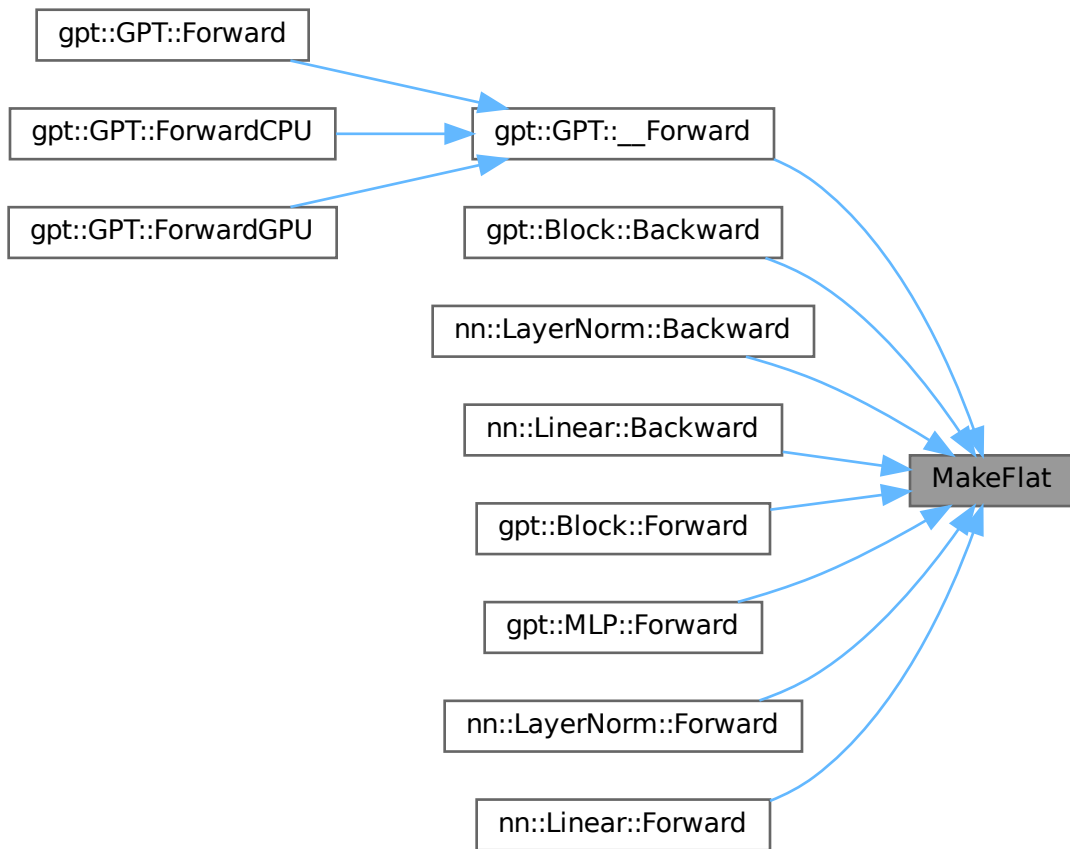 gpt::GPT::Forward
gpt::GPT::ForwardCPU
gpt::GPT::ForwardGPU
gpt::GPT::__Forward
gpt::Block::Backward
nn::LayerNorm::Backward
nn::Linear::Backward
gpt::Block::Forward
gpt::MLP::Forward
nn::LayerNorm::Forward
nn::Linear::Forward
MakeFlat